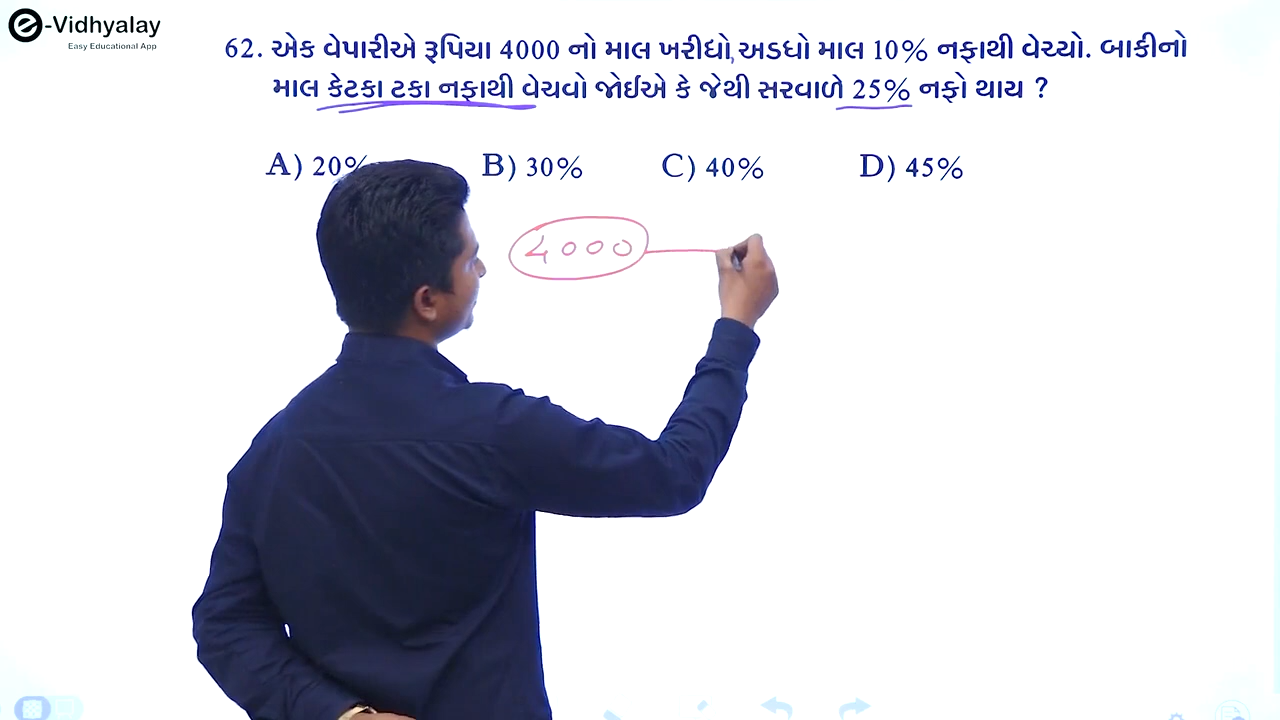 e-Vidhyalay
Easy Educational App
62. એક વેપારીએ રૂપિયા 4000 નો માલ ખરીધો,અડધો માલ 10% નફાથી વેચ્યો. બાકીનો
માલ કેટકા ટકા નફાથી વેચવો જોઈએ કે જેથી સરવાળે 25% નફો થાય ?
A) 20% B) 30% C) 40% D) 45%
4000